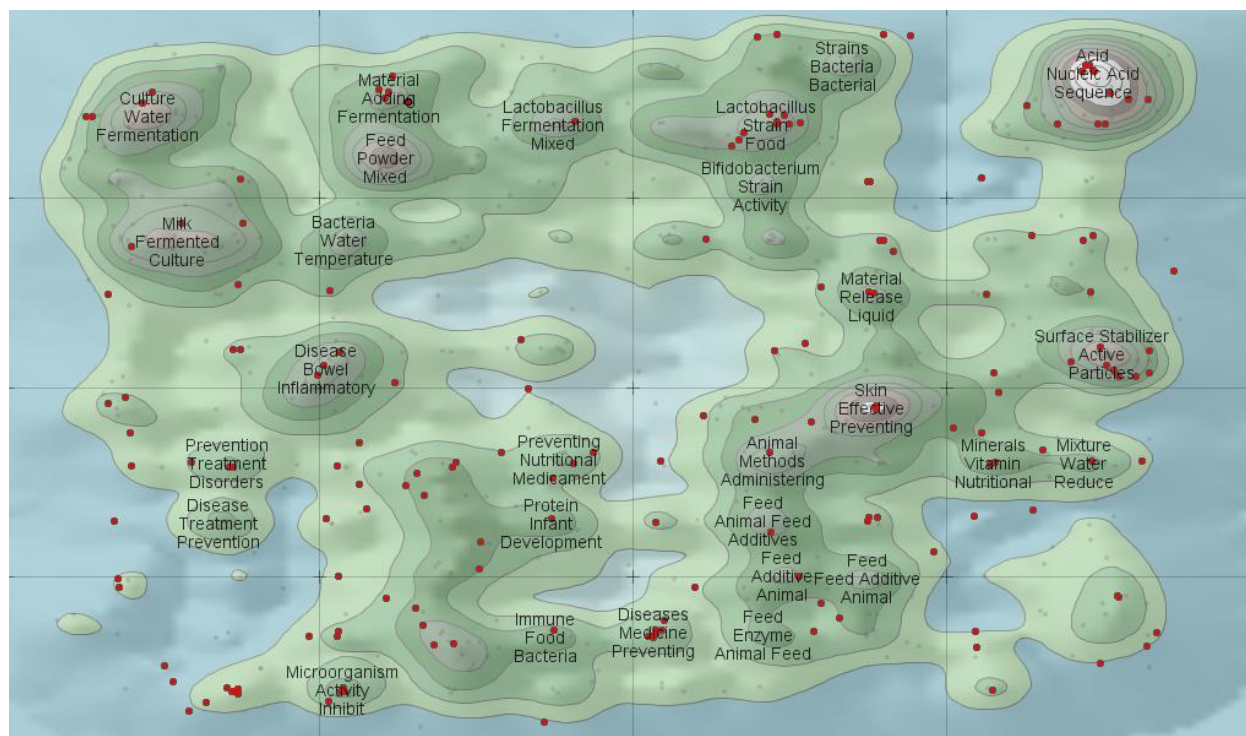 Strains
Bacteria
Bacterial
Acid
Nucleic Acid
Sequence
Culture
Water
Fermentation
Material
Adding
Fermentation
Lactobacillus
Fermentation
Mixed
Lactobacillus
Strain
Food
Feed
Powder
Mixed
Bifidobacterium
Strain
Activity
Milk
Fermented
Culture
Bacteria
Water
Temperature
Material
Release
Liquid
Surface Stabilizer
Active
Particles
Disease
Bowel
Inflammatory
Skin
Effective
Preventing
Prevention
Treatment
Disorders
Preventing
Nutritional
Medicament
Animal
Methods
Administering
Minerals
Vitamin
Nutritional
Mixture
Water
Reduce
Disease
Treatment
Prevention
Protein
Infant
Development
Feed
Animal Feed
Additives
Feed
Additive
Animal
Feed
Feed Additive
Animal
Immune
Food
Bacteria
Diseases
Medicine
Preventing
Feed
Enzyme
Animal Feed
Microorganism
Activity
Inhibit